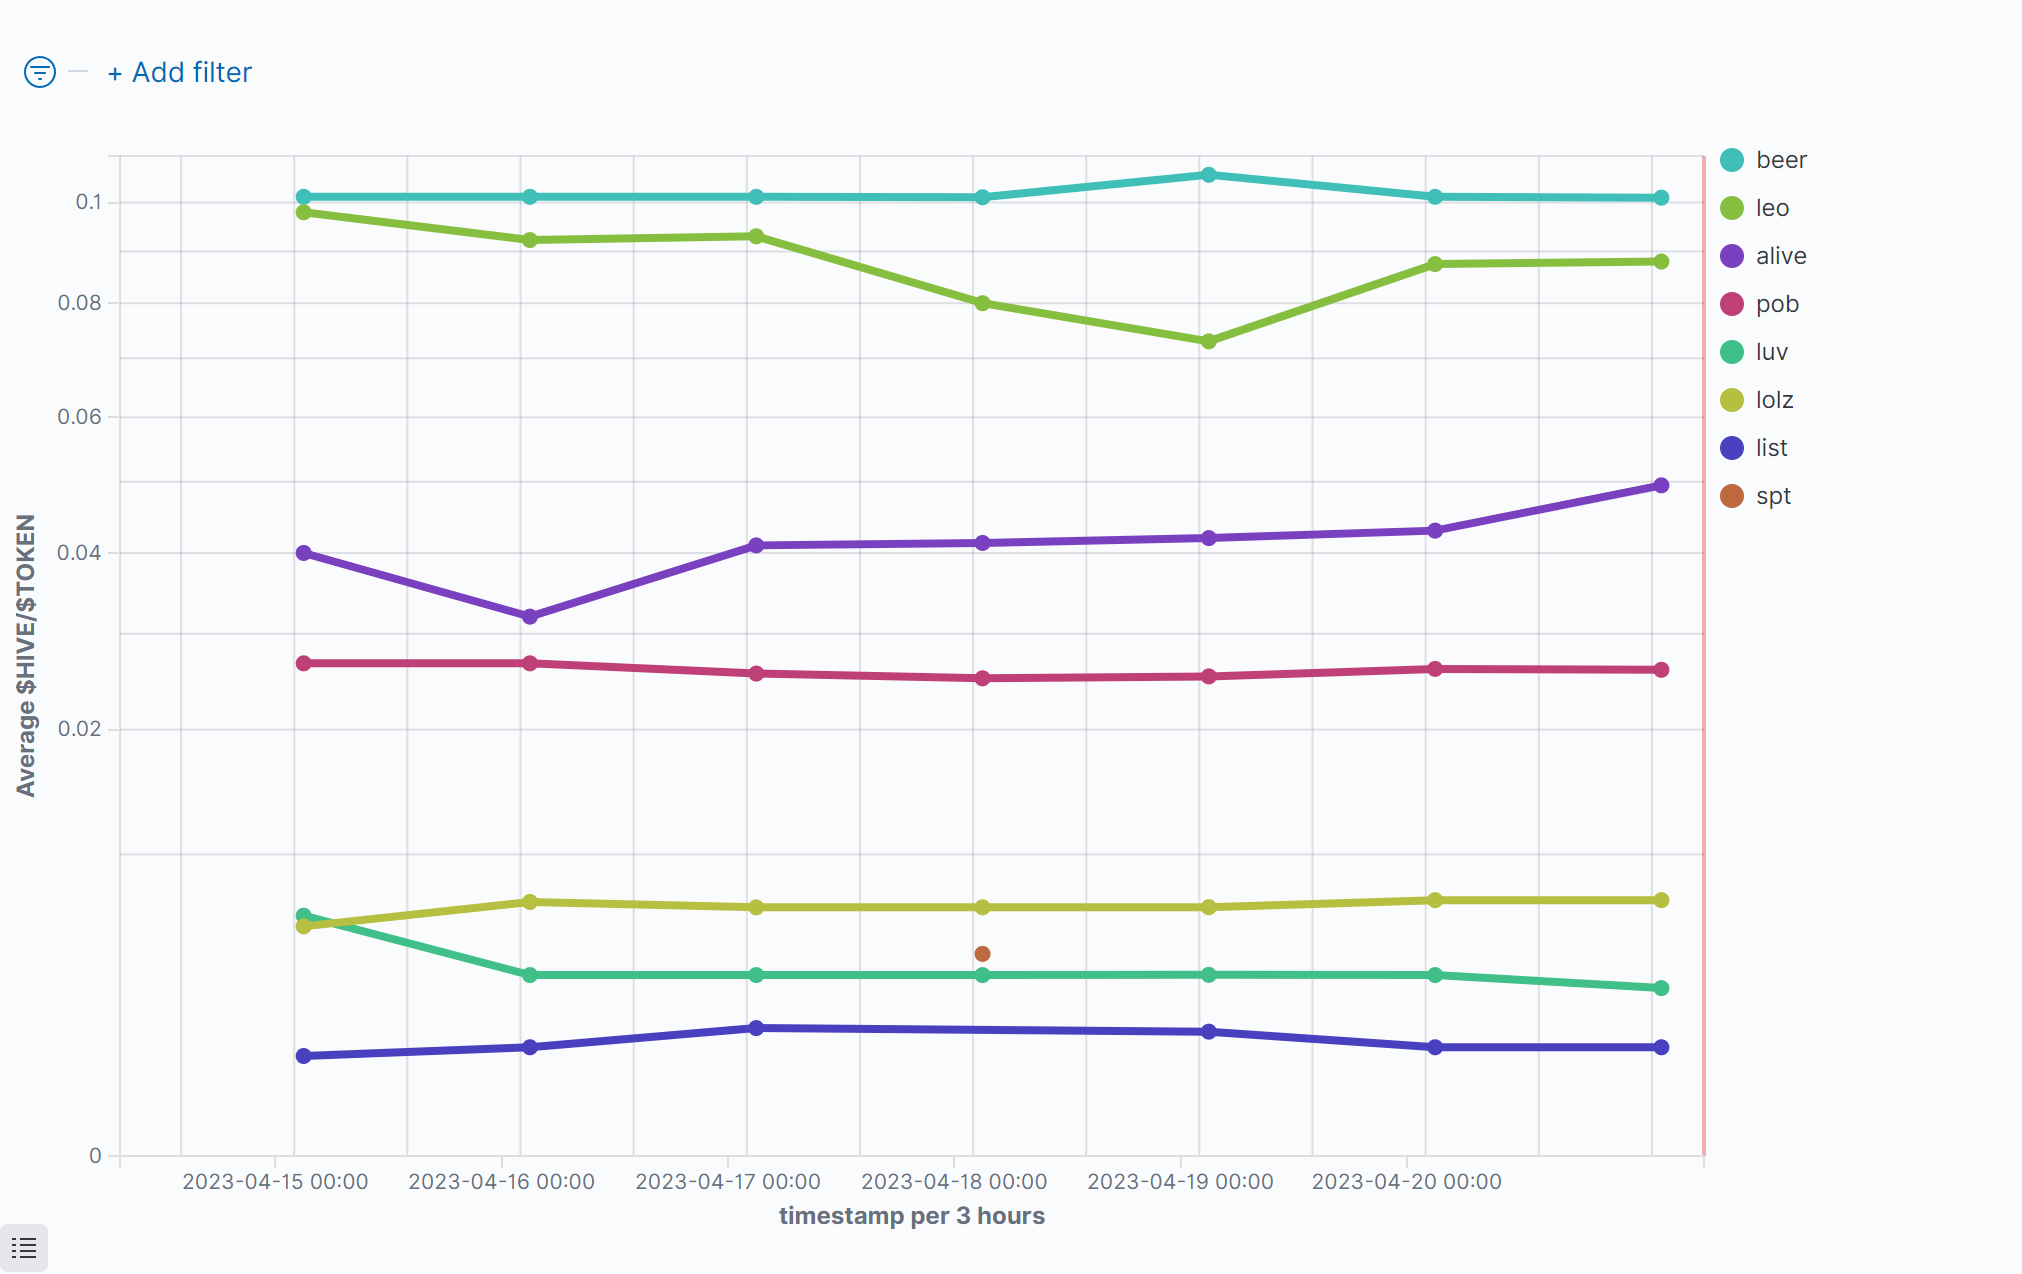 + Add filter
beer
leo
alive
pob
luv
lolz
list
spt
Average $HIVE/$TOKEN
0.1
0.08
0.06
0.04
0.02
0
2023-04-15 00:00 2023-04-16 00:00 2023-04-17 00:00 2023-04-18 00:00 2023-04-19 00:00 2023-04-20 00:00
timestamp per 3 hours